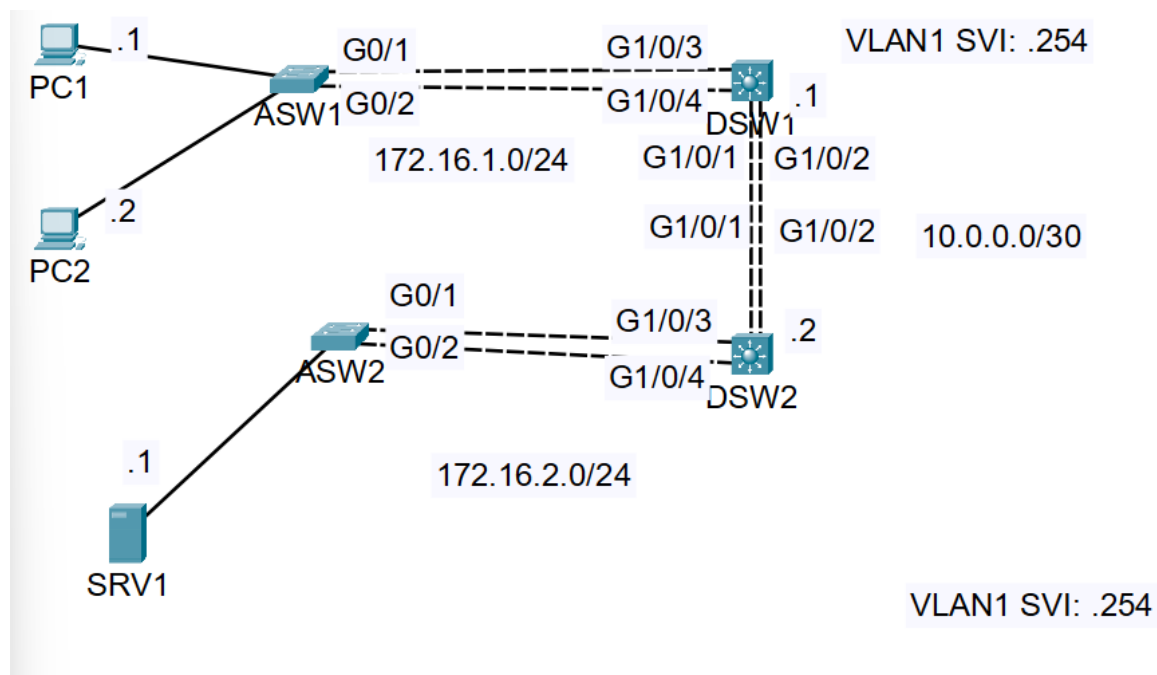 .1
G0/1
G1/0/3
VLAN1 SVI: .254
PC1
ASW1
G0/2
G1/0/4
.1
DSW1
172.16.1.0/24
G1/0/1
G1/0/2
.2
G1/0/1
G1/0/2
10.0.0.0/30
PC2
G0/1
G1/0/3
.2
G0/2
ASW2
G1/0/4
DSW2
.1
172.16.2.0/24
SRV1
VLAN1 SVI: .254